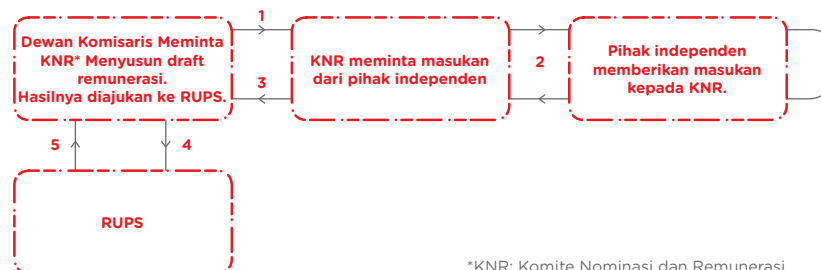 1
Dewan Komisaris Meminta
KNR* Menyusun draft
remunerasi.
Hasilnya diajukan ke RUPS.
KNR meminta masukan
dari pihak independen
2
Pihak independen
memberikan masukan
kepada KNR.
3
5
4
RUPS
*KNR: Komite Nominasi dan Remunerasi